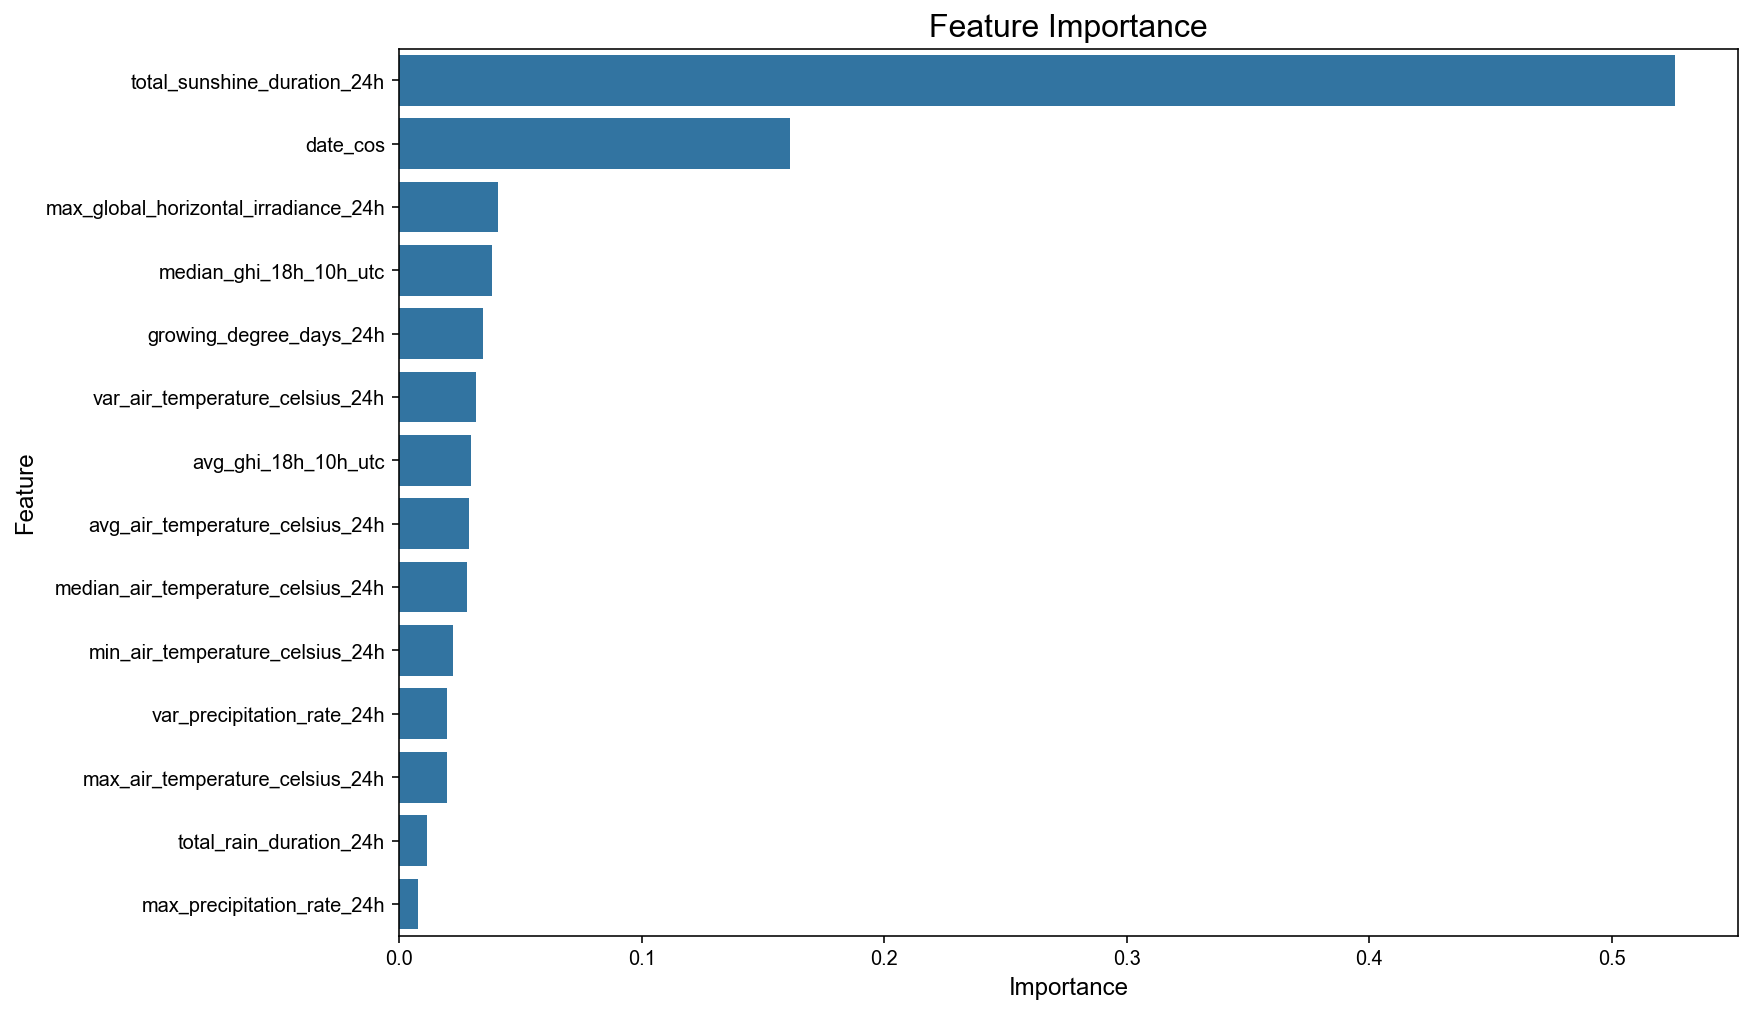 Feature Importance
total_sunshine_duration_24h
date_cos
max_global_horizontal_irradiance_24h
median_ghi_18h_10h_utc
growing_degree_days_24h
var_air_temperature_celsius_24h
avg_ghi_18h_10h_utc
avg_air_temperature_celsius_24h
median_air_temperature_celsius_24h
min_air_temperature_celsius_24h
var_precipitation_rate_24h
max_air_temperature_celsius_24h
total_rain_duration_24h
max_precipitation_rate_24h
Feature
0.0 0.1 0.2 0.3 0.4 0.5
Importance